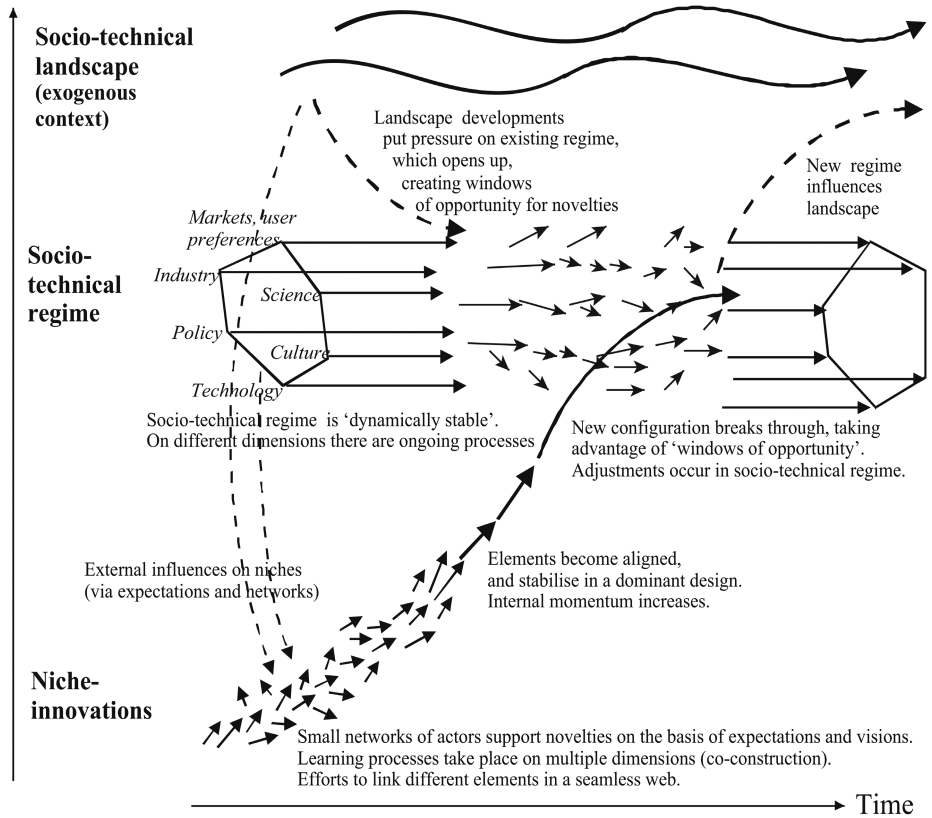 Socio-technical
landscape
(exogenous
context)
Landscape developments
put pressure on existing regime,
which opens up,
creating windows
of opportunity for novelties
New regime
influences
landscape
Socio-
technical
regime
Markets, user
preferences
Industry
Science
Policy
Culture
Technology
Socio-technical regime is ‘dynamically stable’.
On different dimensions there are ongoing processes
New configuration breaks through, taking
advantage of ‘windows of opportunity’.
Adjustments occur in socio-technical regime.
External influences on niches
(via expectations and networks)
Elements become aligned,
and stabilise in a dominant design.
Internal momentum increases.
Niche-
innovations
Small networks of actors support novelties on the basis of expectations and visions.
Learning processes take place on multiple dimensions (co-construction).
Efforts to link different elements in a seamless web.
Time